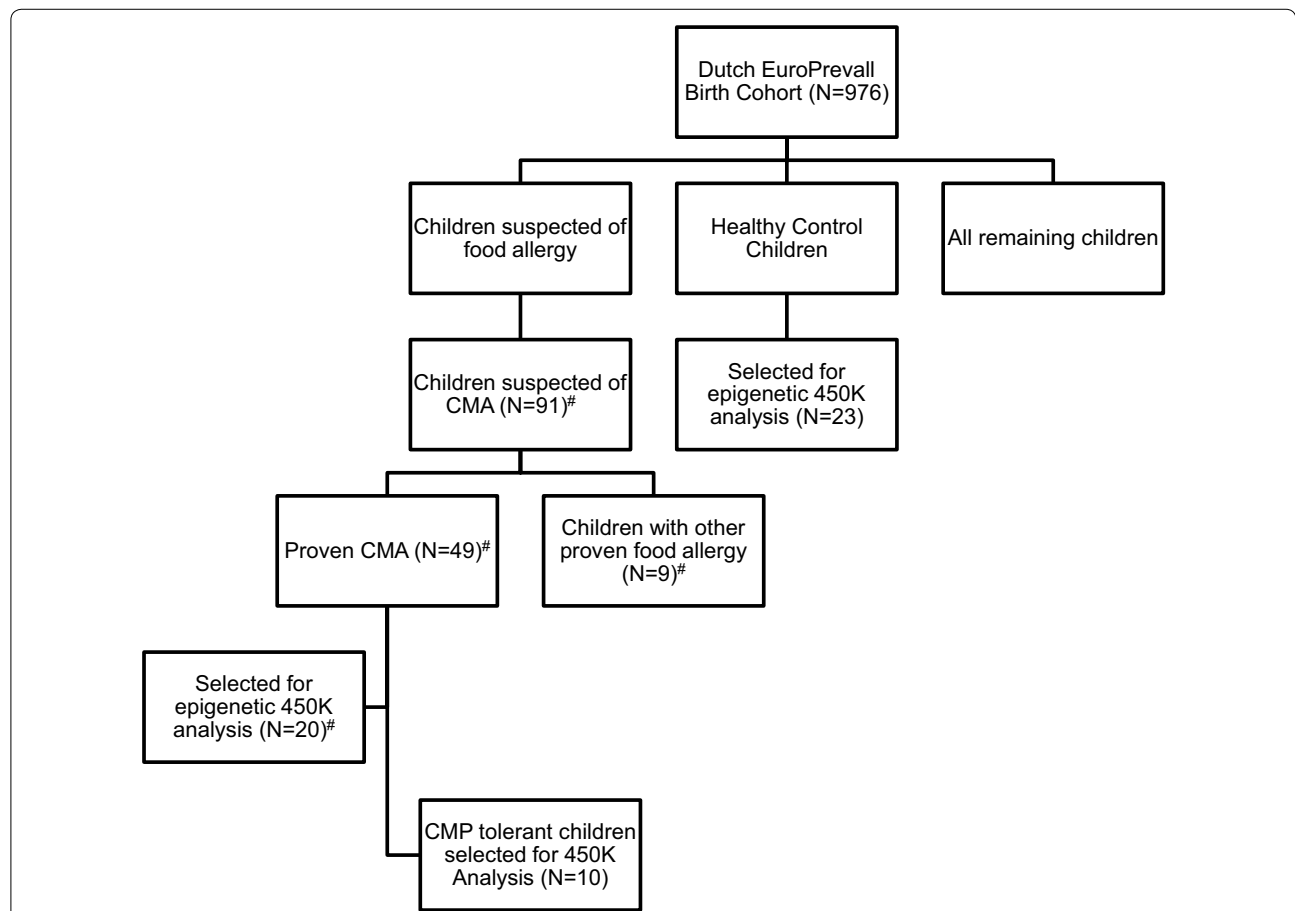 Dutch EuroPrevall
Birth Cohort (N=976)
Children suspected of
food allergy
Healthy Control
Children
All remaining children
Children suspected of
CMA (N=91)#
Selected for
epigenetic 450K
analysis (N=23)
Proven CMA (N=49)#
Children with other
proven food allergy
(N=9)#
Selected for
epigenetic 450K
analysis (N=20)#
CMP tolerant children
selected for 450K
Analysis (N=10)